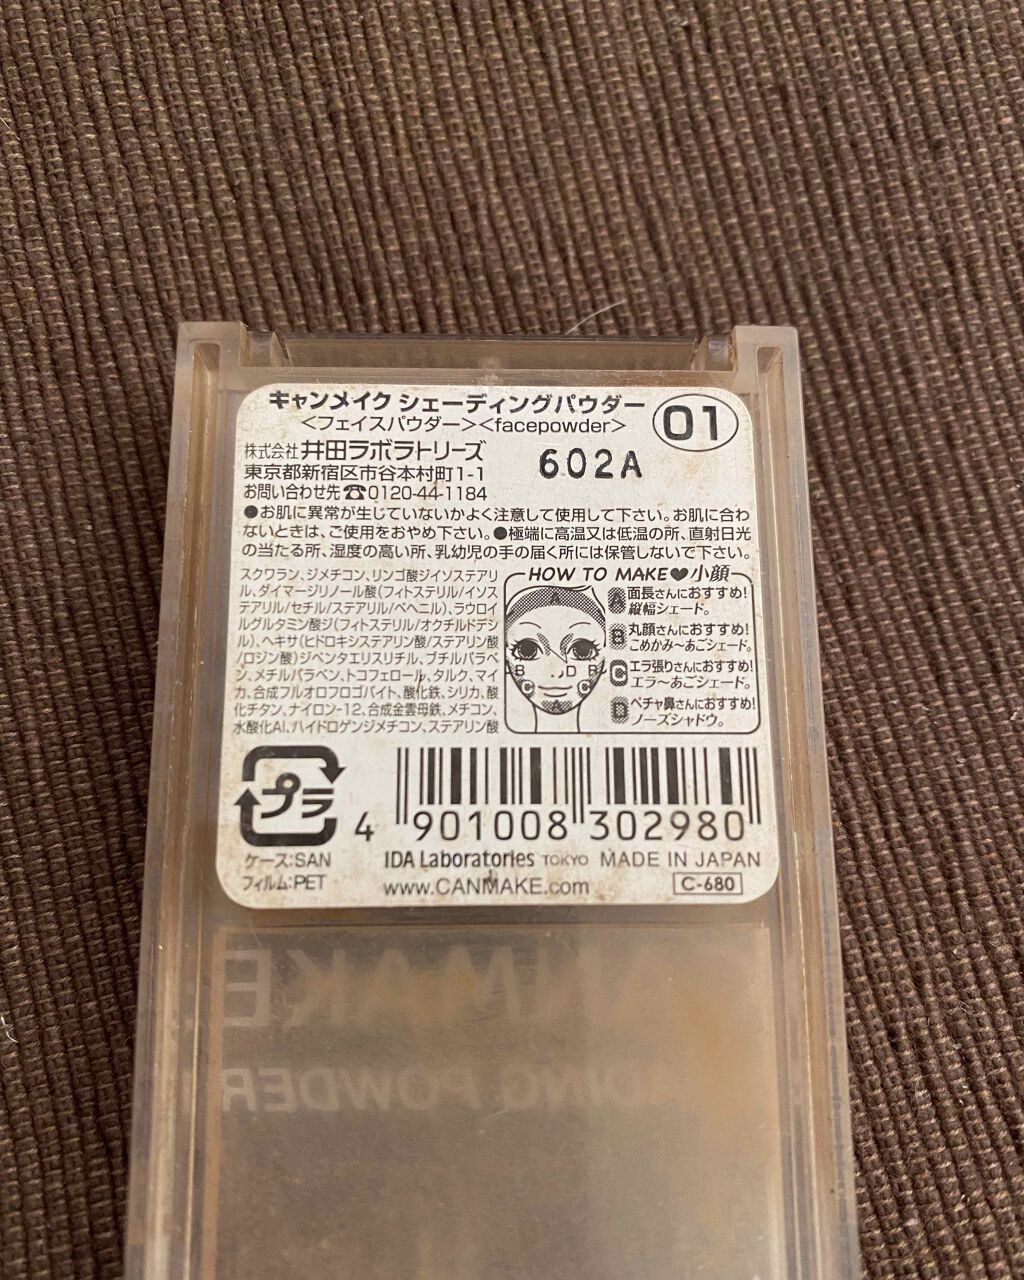 キャンメイク シェーディングパウダー
<フェイスパウダー><facepowder>
01
株式会社 井田ラボラトリーズ
602A
東京都新宿区市谷本村町1-1
お問い合わせ先☎0120-44-1184
●お肌に異常が生じていないかよく注意して使用して下さい。お肌に合わ
ないときは、ご使用をおやめ下さい。●極端に高温又は低温の所、直射日光
の当たる所、湿度の高い所、乳幼児の手の届く所には保管しないで下さい。
スクワラン、ジメチコン、リンゴ酸ジイソステアリ
ル、ダイマージリノール酸(フィトステリル/イソス
テアリル/セチル/ステアリル/ベヘニル)、ラウロイ
ルグルタミン酸ジ(フィトステリル/オクチルドデシ
ル)、ヘキサ(ヒドロキシステアリン酸/ステアリン酸
/ロジン酸)ジペンタエリスリチル、ブチルパラベ
ン、メチルパラベン、トコフェロール、タルク、マイ
カ、合成フルオロフロゴパイト、酸化鉄、シリカ、酸
化チタン、ナイロン-12、合成金雲母鉄、メチコン、
水酸化Al、ハイドロゲンジメチコン、ステアリン酸
HOW TO MAKE♥小顔
A
B
D
B
C
C
A
A 面長さんにおすすめ!
縦幅シェード。
B 丸顔さんにおすすめ!
こめかみ〜あごシェード。
C エラ張りさんにおすすめ!
エラ〜あごシェード。
D ペチャ鼻さんにおすすめ!
ノーズシャドウ。
プラ
ケース:SAN
フィルム:PET
4 901008 302980
IDA Laboratories TOKYO MADE IN JAPAN
www.CANMAKE.com
C-680
ANMAKE
ADING POWDER